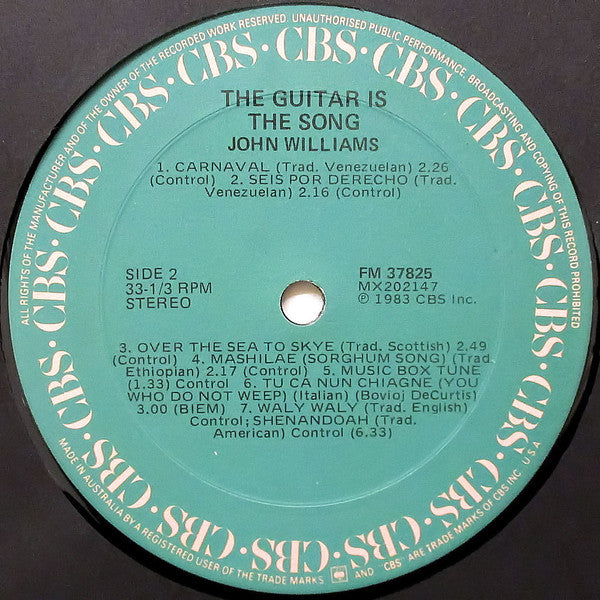 ALL RIGHTS OF THE MANUFACTURER AND OF THE OWNER OF THE RECORDED WORK RESERVED. UNAUTHORISED PUBLIC PERFORMANCE, BROADCASTING AND COPYING OF THIS RECORD PROHIBITED
CBS · CBS · CBS · CBS · CBS · CBS · CBS · CBS · CBS · CBS · CBS · CBS · CBS · CBS · CBS · CBS
THE GUITAR IS
THE SONG
JOHN WILLIAMS
1. CARNAVAL (Trad. Venezuelan) 2.26
(Control) 2. SEIS POR DERECHO (Trad.
Venezuelan) 2.16 (Control)
SIDE 2
33-1/3 RPM
STEREO
FM 37825
MX202147
℗ 1983 CBS Inc.
3. OVER THE SEA TO SKYE (Trad. Scottish) 2.49
(Control) 4. MASHILAE (SORGHUM SONG) (Trad.
Ethiopian) 2.17 (Control) 5. MUSIC BOX TUNE
(1.33) Control 6. TU CA NUN CHIAGNE (YOU
WHO DO NOT WEEP) (Italian) (Bovioj DeCurtis)
3.00 (BIEM) 7. WALY WALY (Trad. English)
Control; SHENANDOAH (Trad.
American) Control (6.33)
MADE IN AUSTRALIA BY A REGISTERED USER OF THE TRADE MARKS AND "CBS" ARE TRADE MARKS OF CBS INC. USA